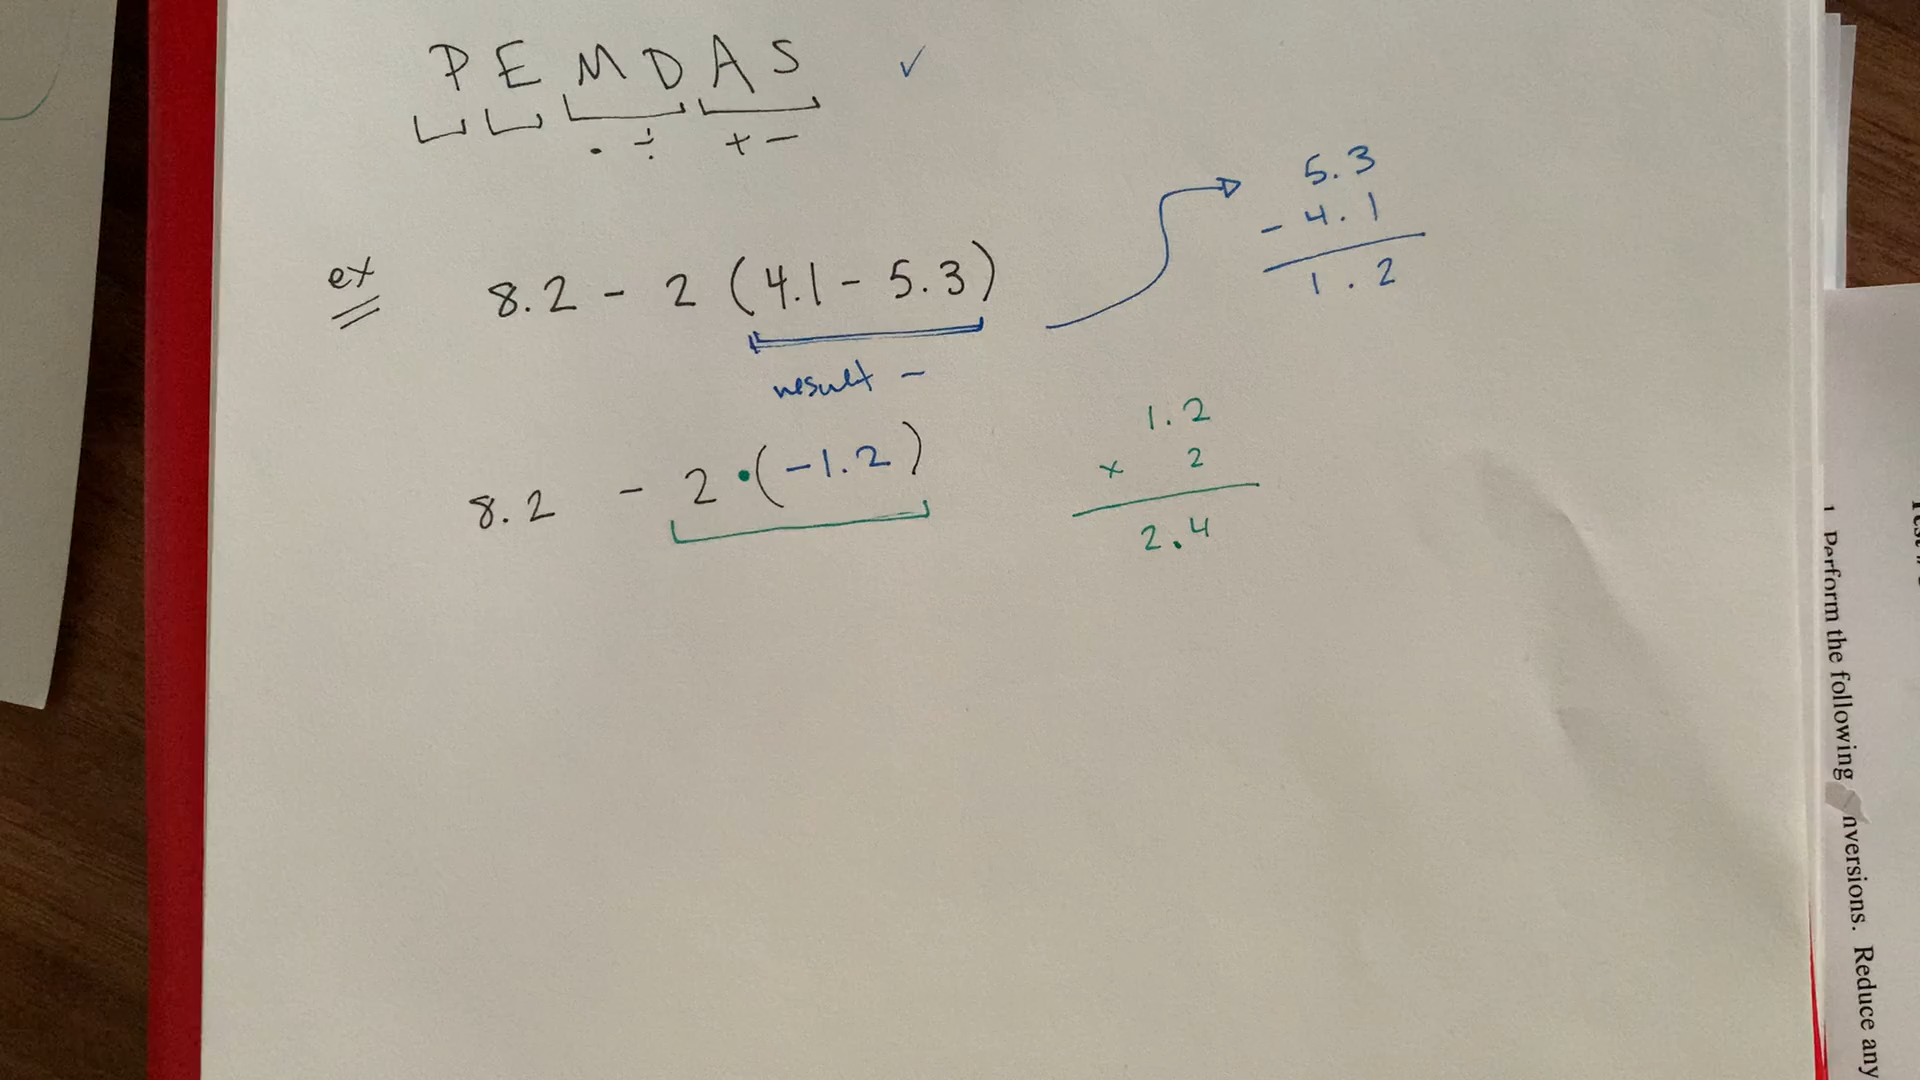 PEMDAS ✓
· ÷ + −
ex 8.2 - 2 (4.1 - 5.3)
result -
5.3
- 4.1
1.2
8.2 - 2 • (-1.2)
1.2
x 2
2.4
1. Perform the following
nversions. Reduce any